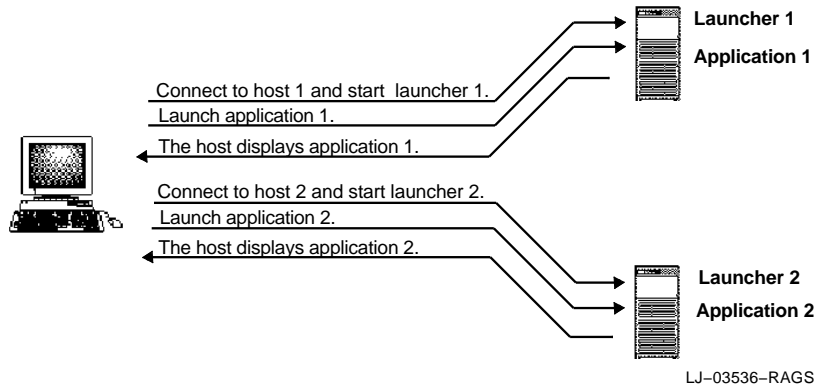 Launcher 1
Application 1
Connect to host 1 and start launcher 1.
Launch application 1.
The host displays application 1.
Connect to host 2 and start launcher 2.
Launch application 2.
The host displays application 2.
Launcher 2
Application 2
LJ−03536−RAGS